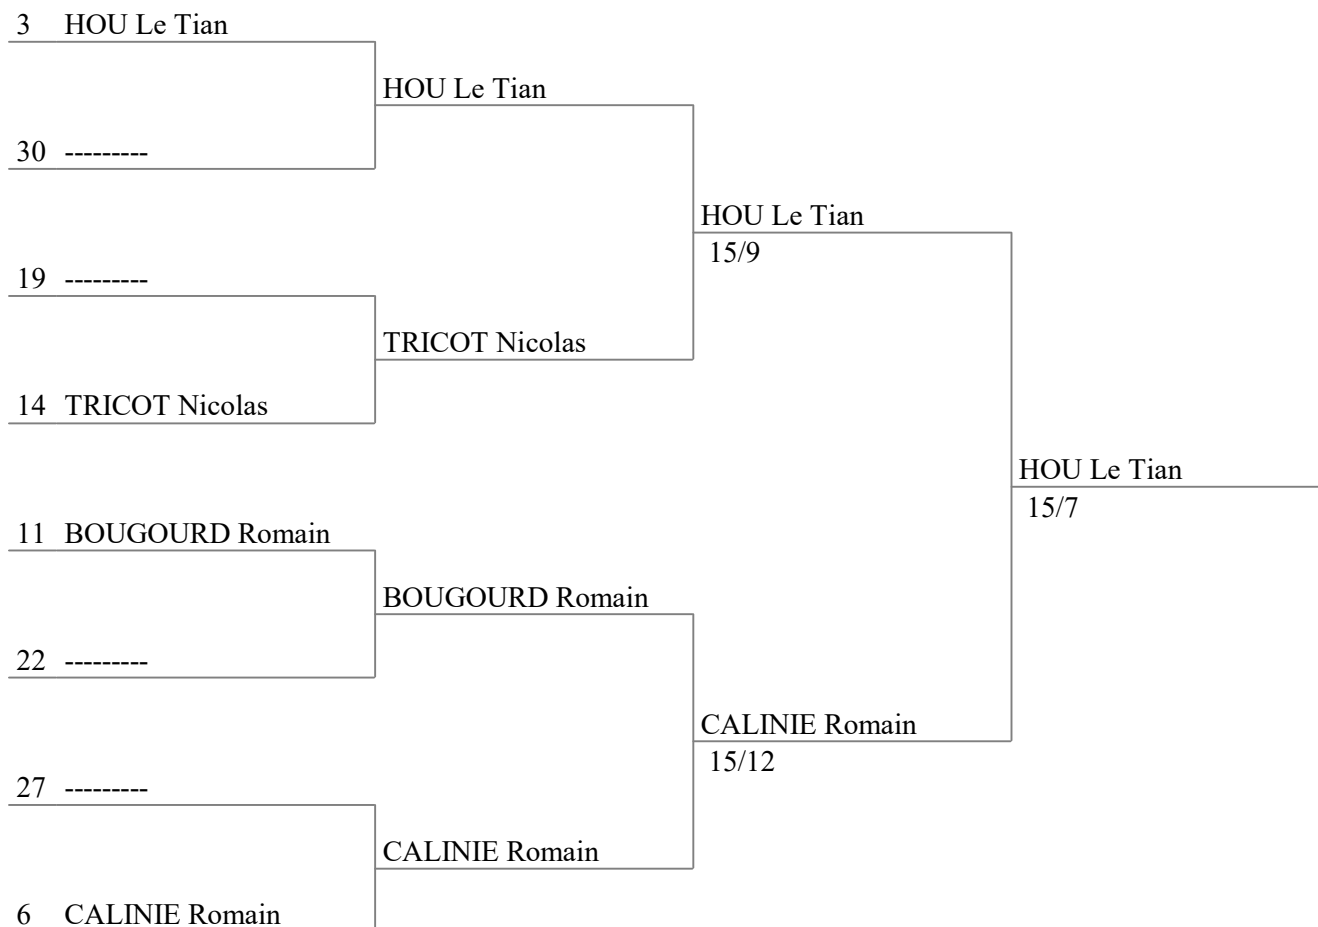 3 HOU Le Tian
HOU Le Tian
30 ---------
HOU Le Tian
15/9
19 ---------
TRICOT Nicolas
14 TRICOT Nicolas
HOU Le Tian
15/7
11 BOUGOURD Romain
BOUGOURD Romain
22 ---------
CALINIE Romain
15/12
27 ---------
CALINIE Romain
6 CALINIE Romain